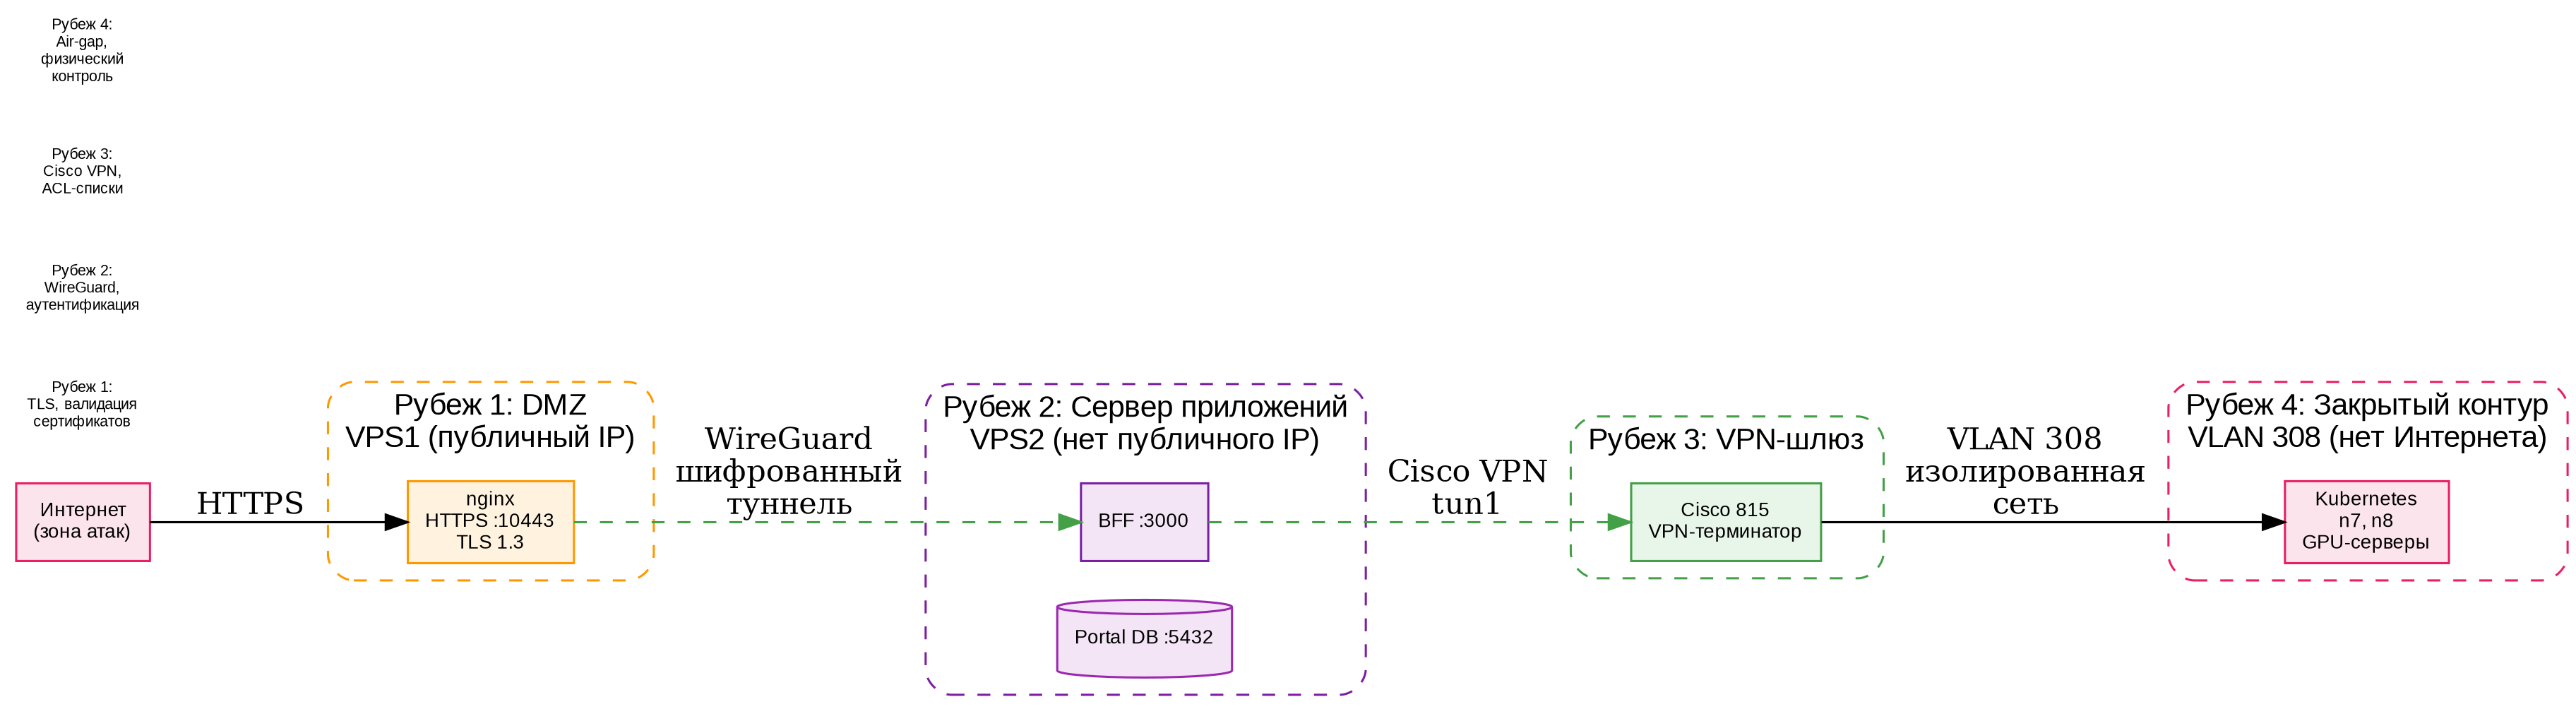 Рубеж 4:
Air-gap,
физический
контроль
Рубеж 3:
Cisco VPN,
ACL-списки
Рубеж 2:
WireGuard,
аутентификация
Рубеж 1:
TLS, валидация
сертификатов
Интернет
(зона атак)
HTTPS
Рубеж 1: DMZ
VPS1 (публичный IP)
nginx
HTTPS :10443
TLS 1.3
WireGuard
шифрованный
туннель
Рубеж 2: Сервер приложений
VPS2 (нет публичного IP)
BFF :3000
Portal DB :5432
Cisco VPN
tun1
Рубеж 3: VPN-шлюз
Cisco 815
VPN-терминатор
VLAN 308
изолированная
сеть
Рубеж 4: Закрытый контур
VLAN 308 (нет Интернета)
Kubernetes
n7, n8
GPU-серверы